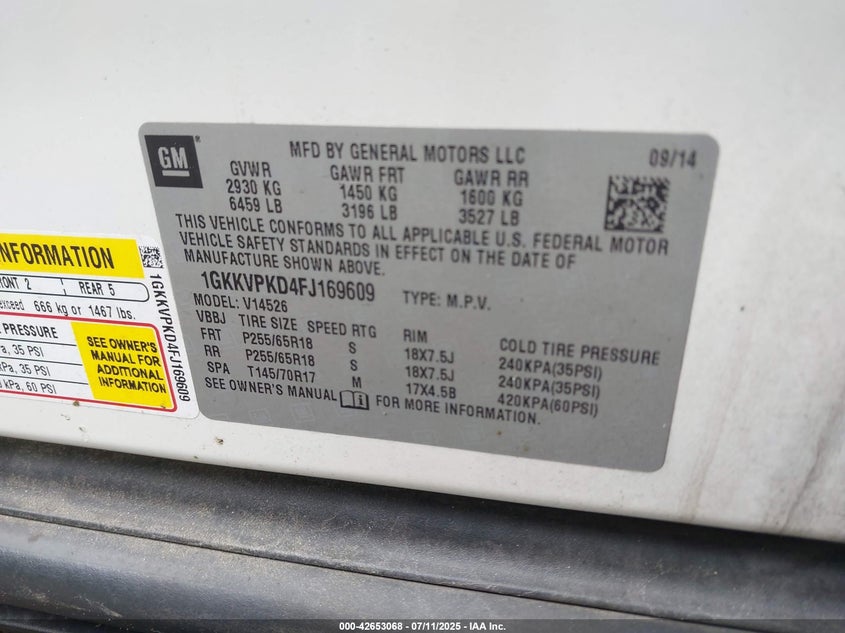 GM
®
MFD BY GENERAL MOTORS LLC
09/14
GVWR GAWR FRT GAWR RR
2930 KG 1450 KG 1600 KG
6459 LB 3196 LB 3527 LB
THIS VEHICLE CONFORMS TO ALL APPLICABLE U.S. FEDERAL MOTOR
VEHICLE SAFETY STANDARDS IN EFFECT ON THE DATE OF
MANUFACTURE SHOWN ABOVE.
1GKKVPKD4FJ169609 TYPE: M.P.V.
MODEL: V14526
VBBJ TIRE SIZE SPEED RTG RIM COLD TIRE PRESSURE
FRT P255/65R18 S 18X7.5J 240KPA(35PSI)
RR P255/65R18 S 18X7.5J 240KPA(35PSI)
SPA T145/70R17 M 17X4.5B 420KPA(60PSI)
SEE OWNER'S MANUAL FOR MORE INFORMATION.
INFORMATION
FRONT 2 REAR 5
exceed 666 kg or 1467 lbs.
PRESSURE
kPa, 35 PSI
kPa, 35 PSI
kPa, 60 PSI
SEE OWNER'S
MANUAL FOR
ADDITIONAL
INFORMATION
1GKKVPKD4FJ169609
000-42653068 - 07/11/2025 - IAA Inc.